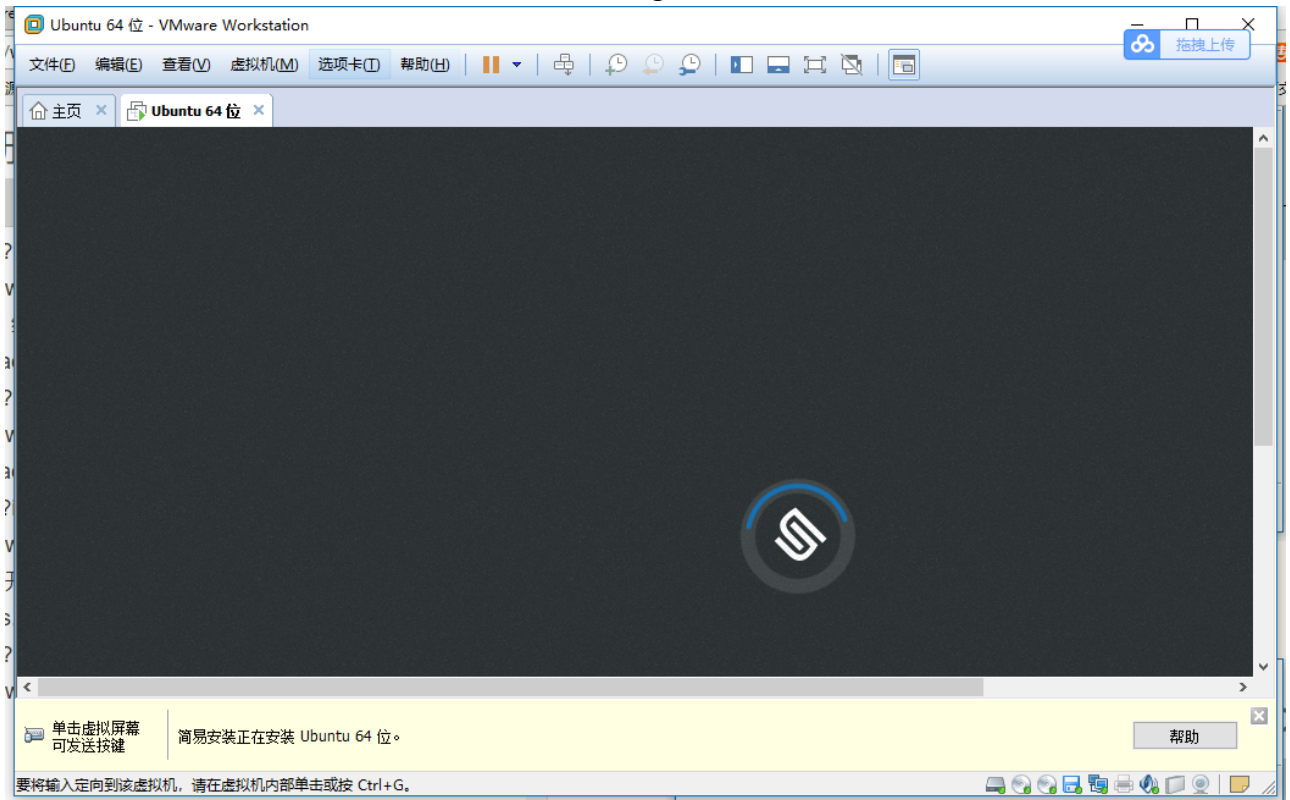 Ubuntu 64 位 - VMware Workstation
拖拽上传
文件(F) 编辑(E) 查看(V) 虚拟机(M) 选项卡(T) 帮助(H)
主页 Ubuntu 64 位
单击虚拟屏幕
可发送按键
简易安装正在安装 Ubuntu 64 位。
帮助
要将输入定向到该虚拟机，请在虚拟机内部单击或按 Ctrl+G。